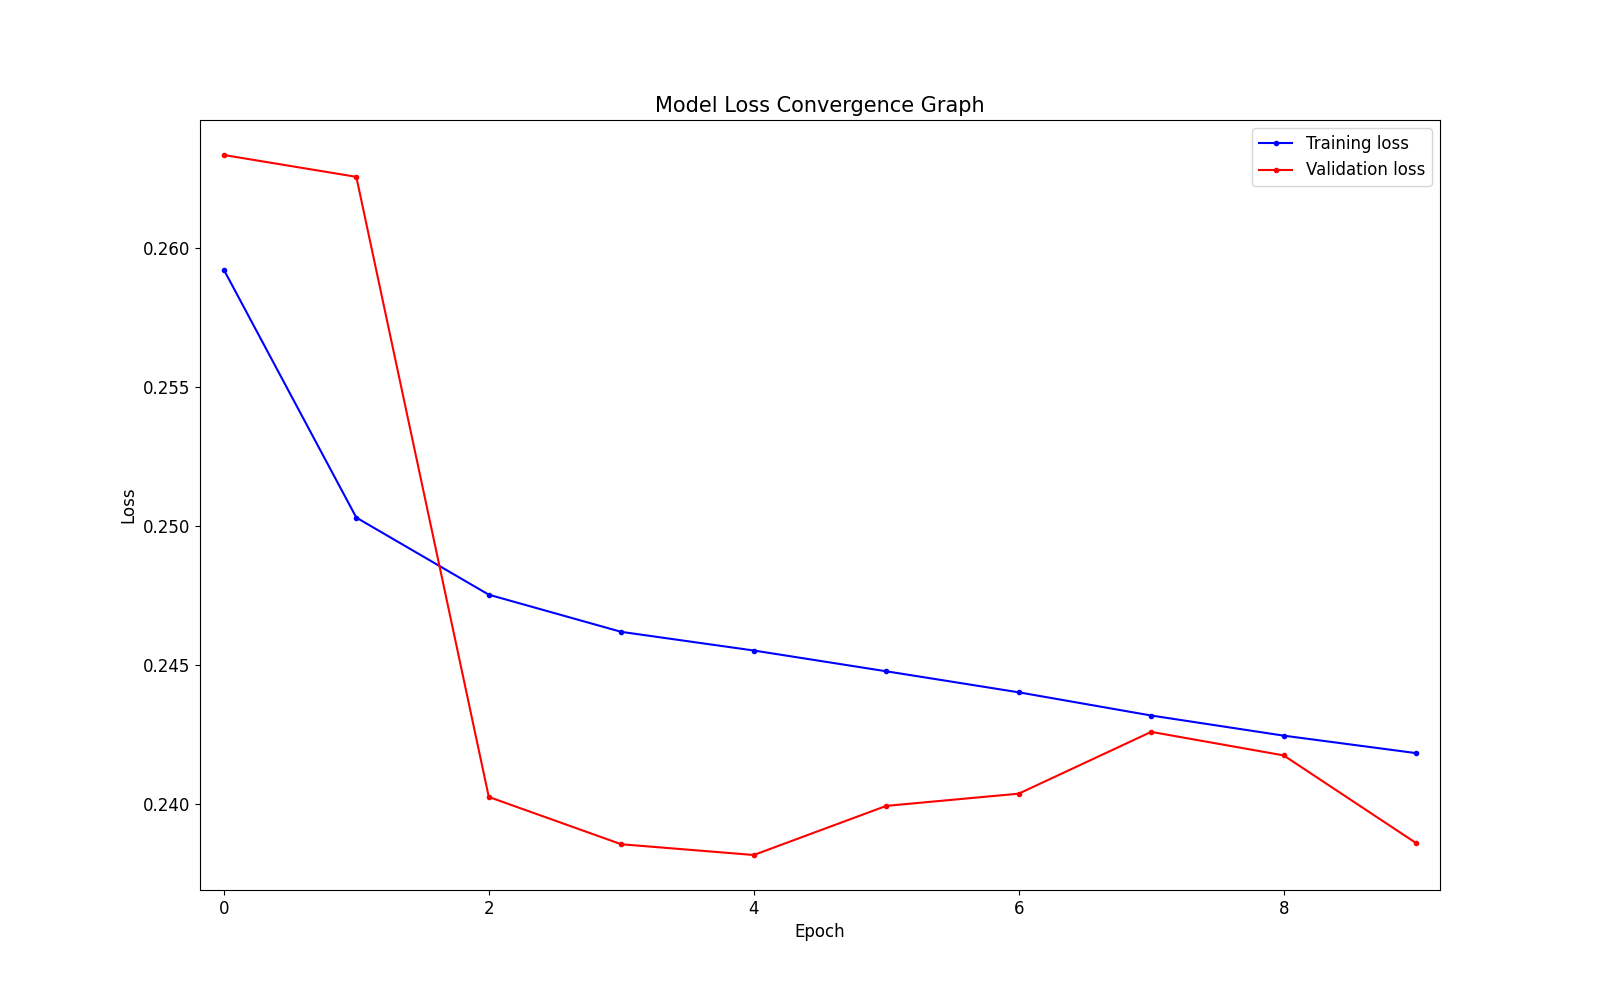 Model Loss Convergence Graph
Training loss
Validation loss
0.260
0.255
0.250
0.245
0.240
Loss
0 2 4 6 8
Epoch